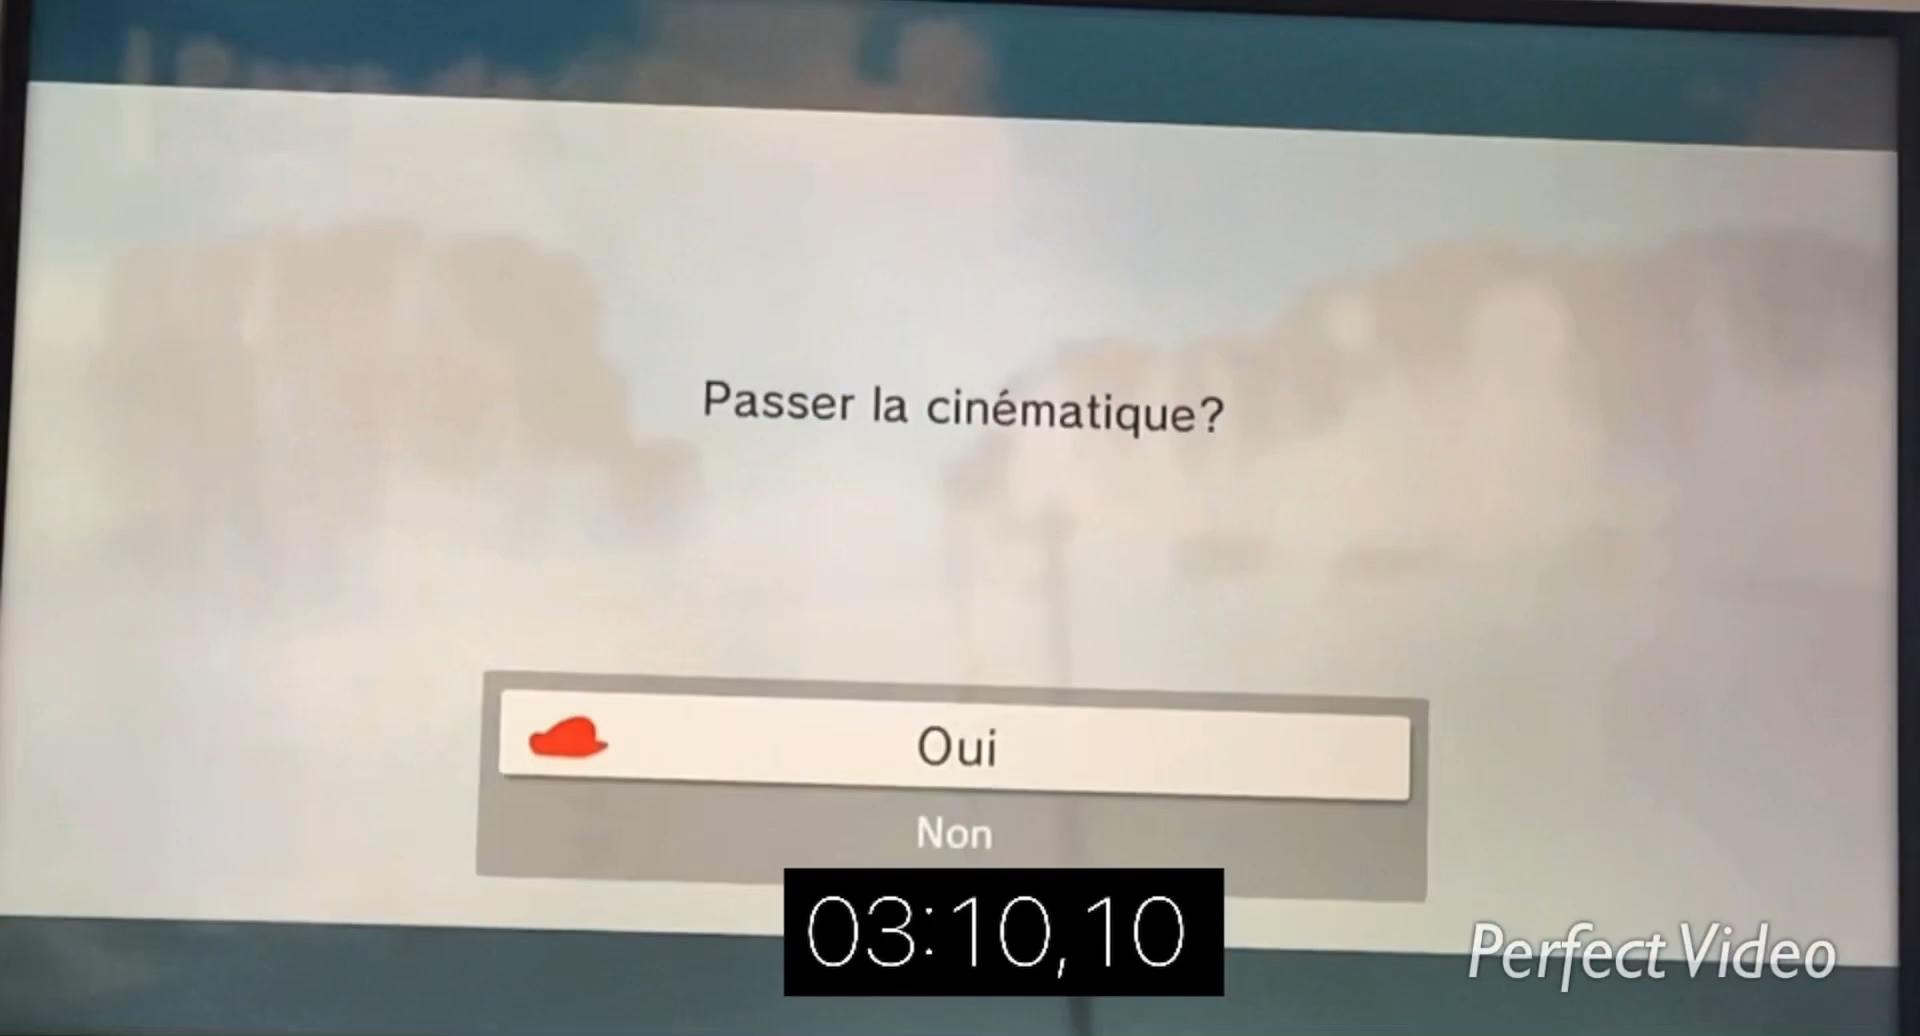 Passer la cinématique?
Oui
Non
03:10,10
Perfect Video